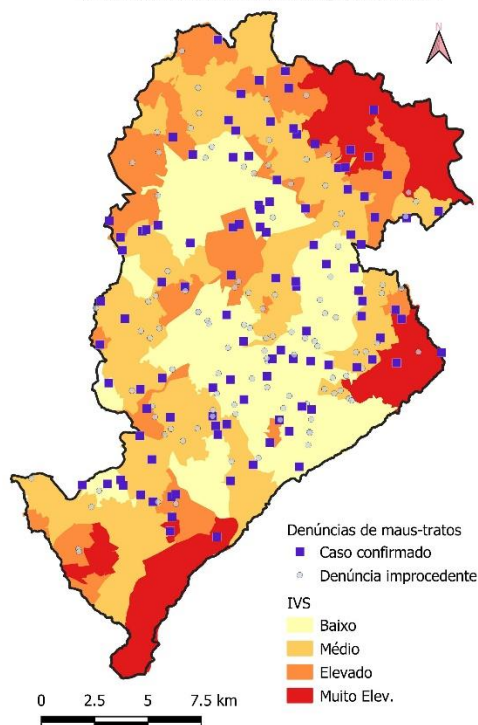 N
Denúncias de maus-tratos
Caso confirmado
Denúncia improcedente
IVS
Baixo
Médio
Elevado
Muito Elev.
0 2.5 5 7.5 km